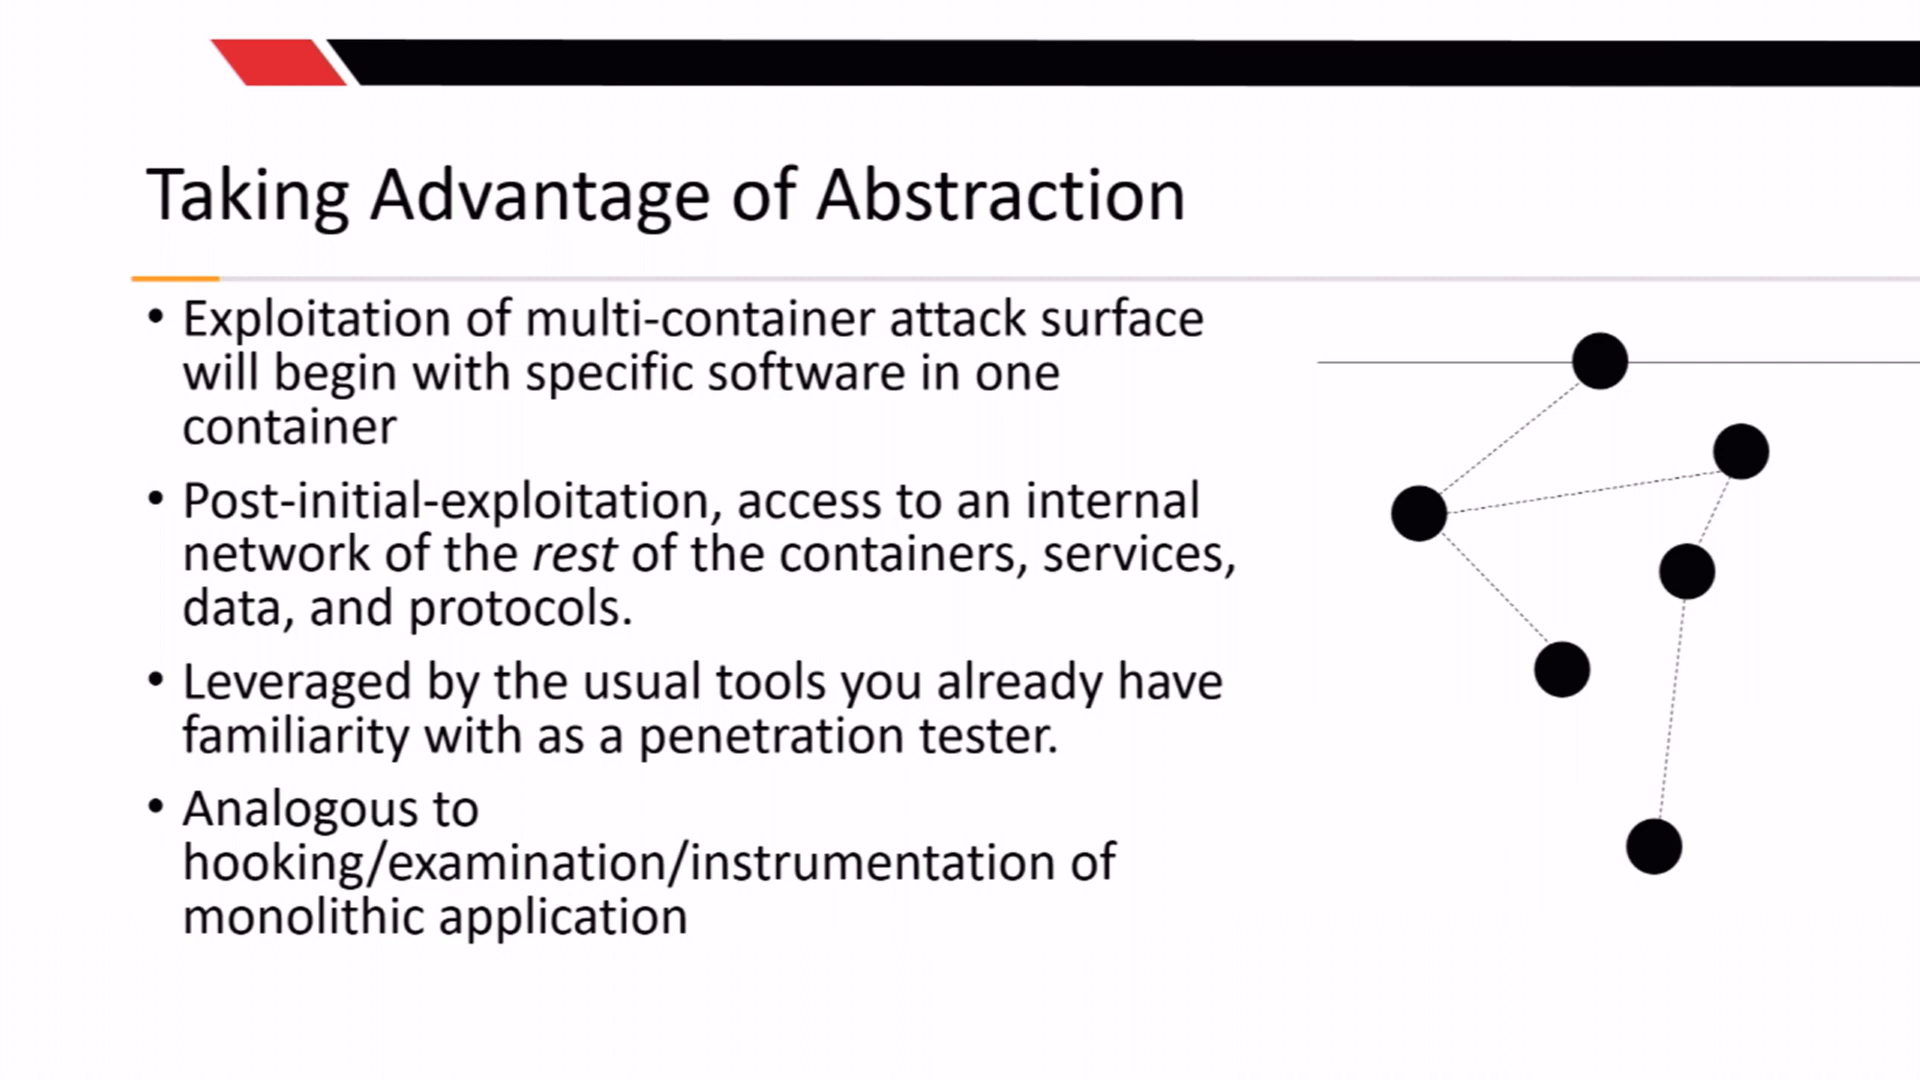 Taking Advantage of Abstraction
• Exploitation of multi-container attack surface
will begin with specific software in one
container
• Post-initial-exploitation, access to an internal
network of the rest of the containers, services,
data, and protocols.
• Leveraged by the usual tools you already have
familiarity with as a penetration tester.
• Analogous to
hooking/examination/instrumentation of
monolithic application